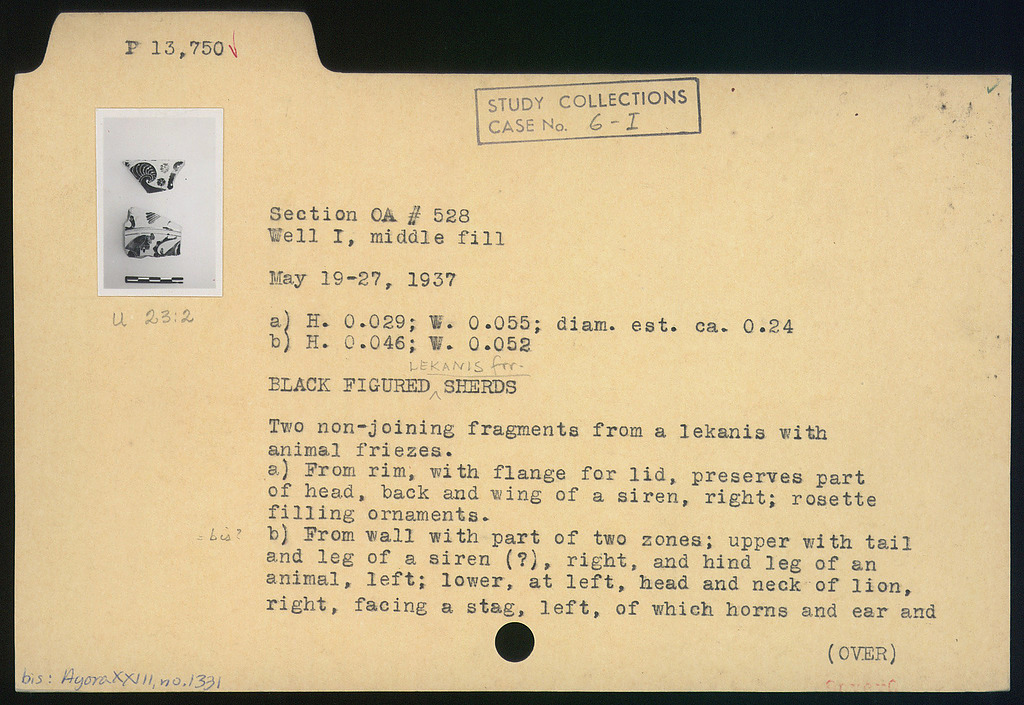 P 13,750 ✓
STUDY COLLECTIONS
CASE No. 6-I
Section OA # 528
Well I, middle fill
May 19-27, 1937
U 23:2
a) H. 0.029; W. 0.055; diam. est. ca. 0.24
b) H. 0.046; W. 0.052
LEKANIS fr-
BLACK FIGURED ^ SHERDS
Two non-joining fragments from a lekanis with
animal friezes.
a) From rim, with flange for lid, preserves part
of head, back and wing of a siren, right; rosette
filling ornaments.
= bis?
b) From wall with part of two zones; upper with tail
and leg of a siren (?), right, and hind leg of an
animal, left; lower, at left, head and neck of lion,
right, facing a stag, left, of which horns and ear and
(OVER)
bis: Agora XXIII, no. 1331